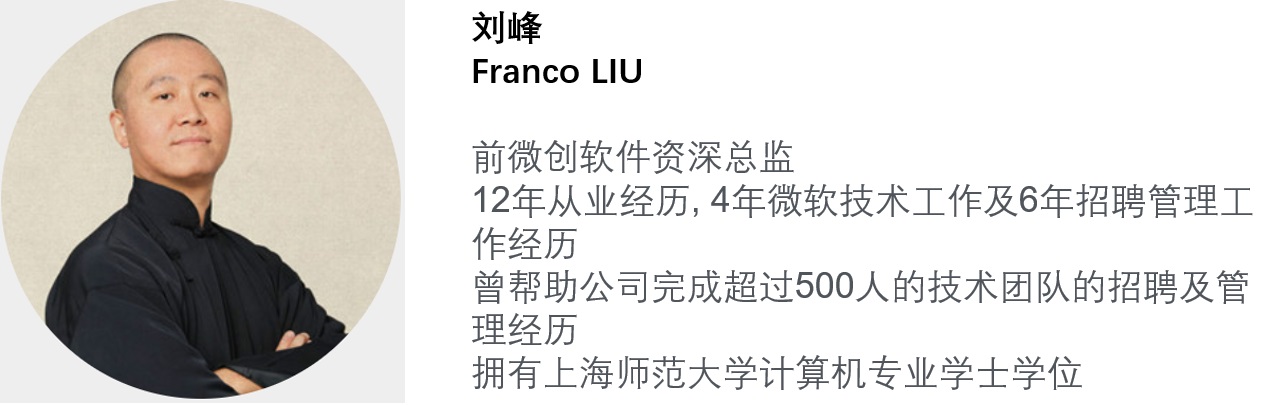 刘峰
Franco LIU
前微创软件资深总监
12年从业经历, 4年微软技术工作及6年招聘管理工
作经历
曾帮助公司完成超过500人的技术团队的招聘及管
理经历
拥有上海师范大学计算机专业学士学位